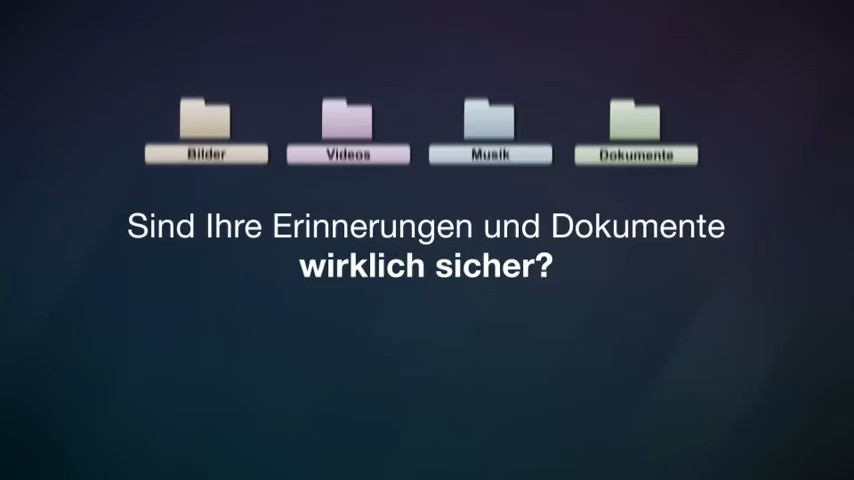 Bilder Videos Musik Dokumente
Sind Ihre Erinnerungen und Dokumente
wirklich sicher?